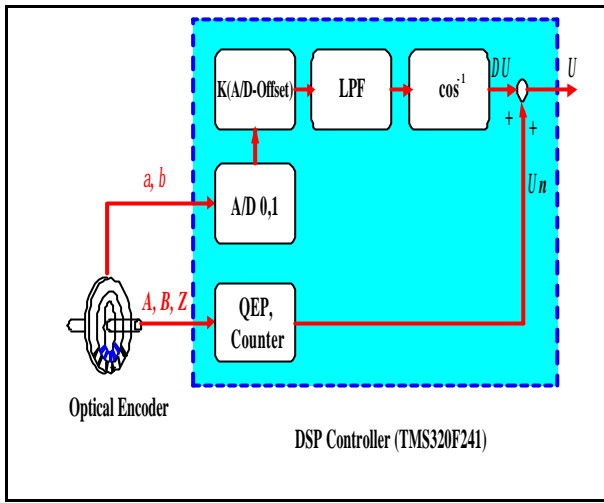 K(A/D-Offset)
LPF
cos⁻¹
DU
U
+
+
Un
a, b
A/D 0,1
A, B, Z
QEP,
Counter
Optical Encoder
DSP Controller (TMS320F241)